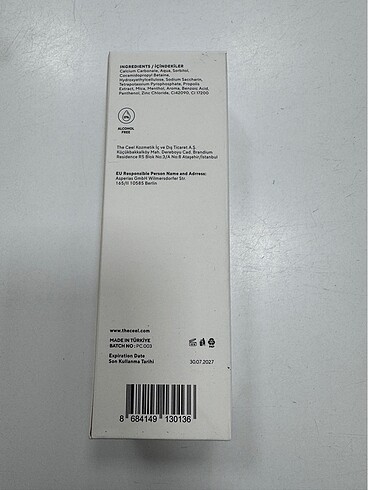 INGREDIENTS / İÇİNDEKİLER
Calcium Carbonate, Aqua, Sorbitol,
Cocamidopropyl Betaine,
Hydroxyethylcellulose, Sodium Saccharin,
Tetrapotassium Pyrophosphate, Propolis
Extract, Mica, Menthol, Aroma, Benzoic Acid,
Panthenol, Zinc Chloride, CI42090, CI 17200
0%
ALCOHOL
FREE
The Ceel Kozmetik İç ve Dış Ticaret A.Ş.
Küçükbakkalköy Mah. Dereboyu Cad. Brandium
Residence R5 Blok No:3/A No:8 Ataşehir/İstanbul
EU Responsible Person Name and Address:
Asperias GmbH Wilmersdorfer Str.
165/II 10585 Berlin
www.theceel.com
MADE IN TÜRKİYE
BATCH NO : PC.003
Expiration Date
Son Kullanma Tarihi
30.07.2027
8 684149 130136